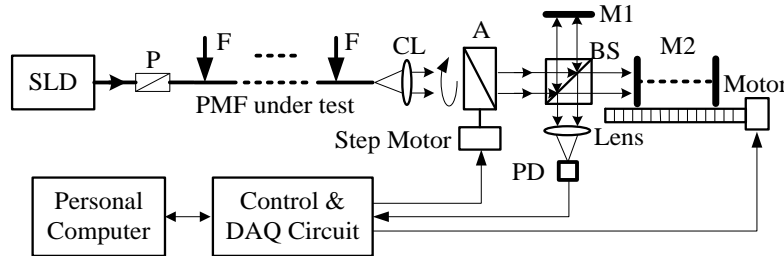 M1
A
P
F
F
CL
BS
M2
SLD
Motor
PMF under test
Step Motor
Lens
PD
Personal
Computer
Control &
DAQ Circuit